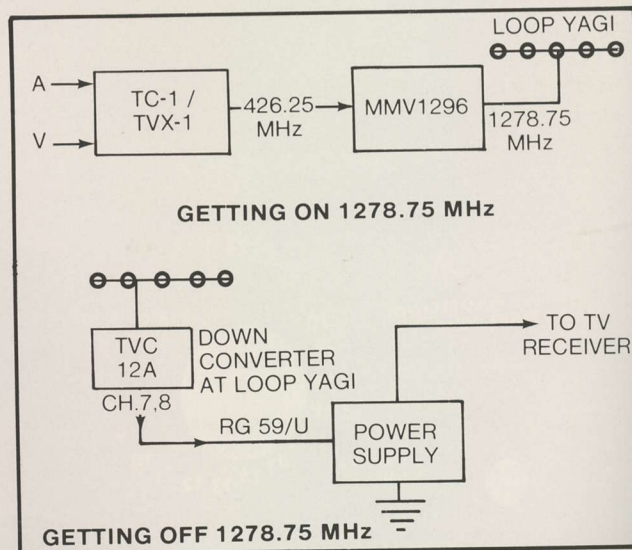 LOOP YAGI
A
TC-1 /
TVX-1
426.25
MHz
MMV1296
1278.75
MHz
V
GETTING ON 1278.75 MHz
TVC
12A
DOWN
CONVERTER
AT LOOP YAGI
CH.7,8
RG 59/U
POWER
SUPPLY
TO TV
RECEIVER
GETTING OFF 1278.75 MHz